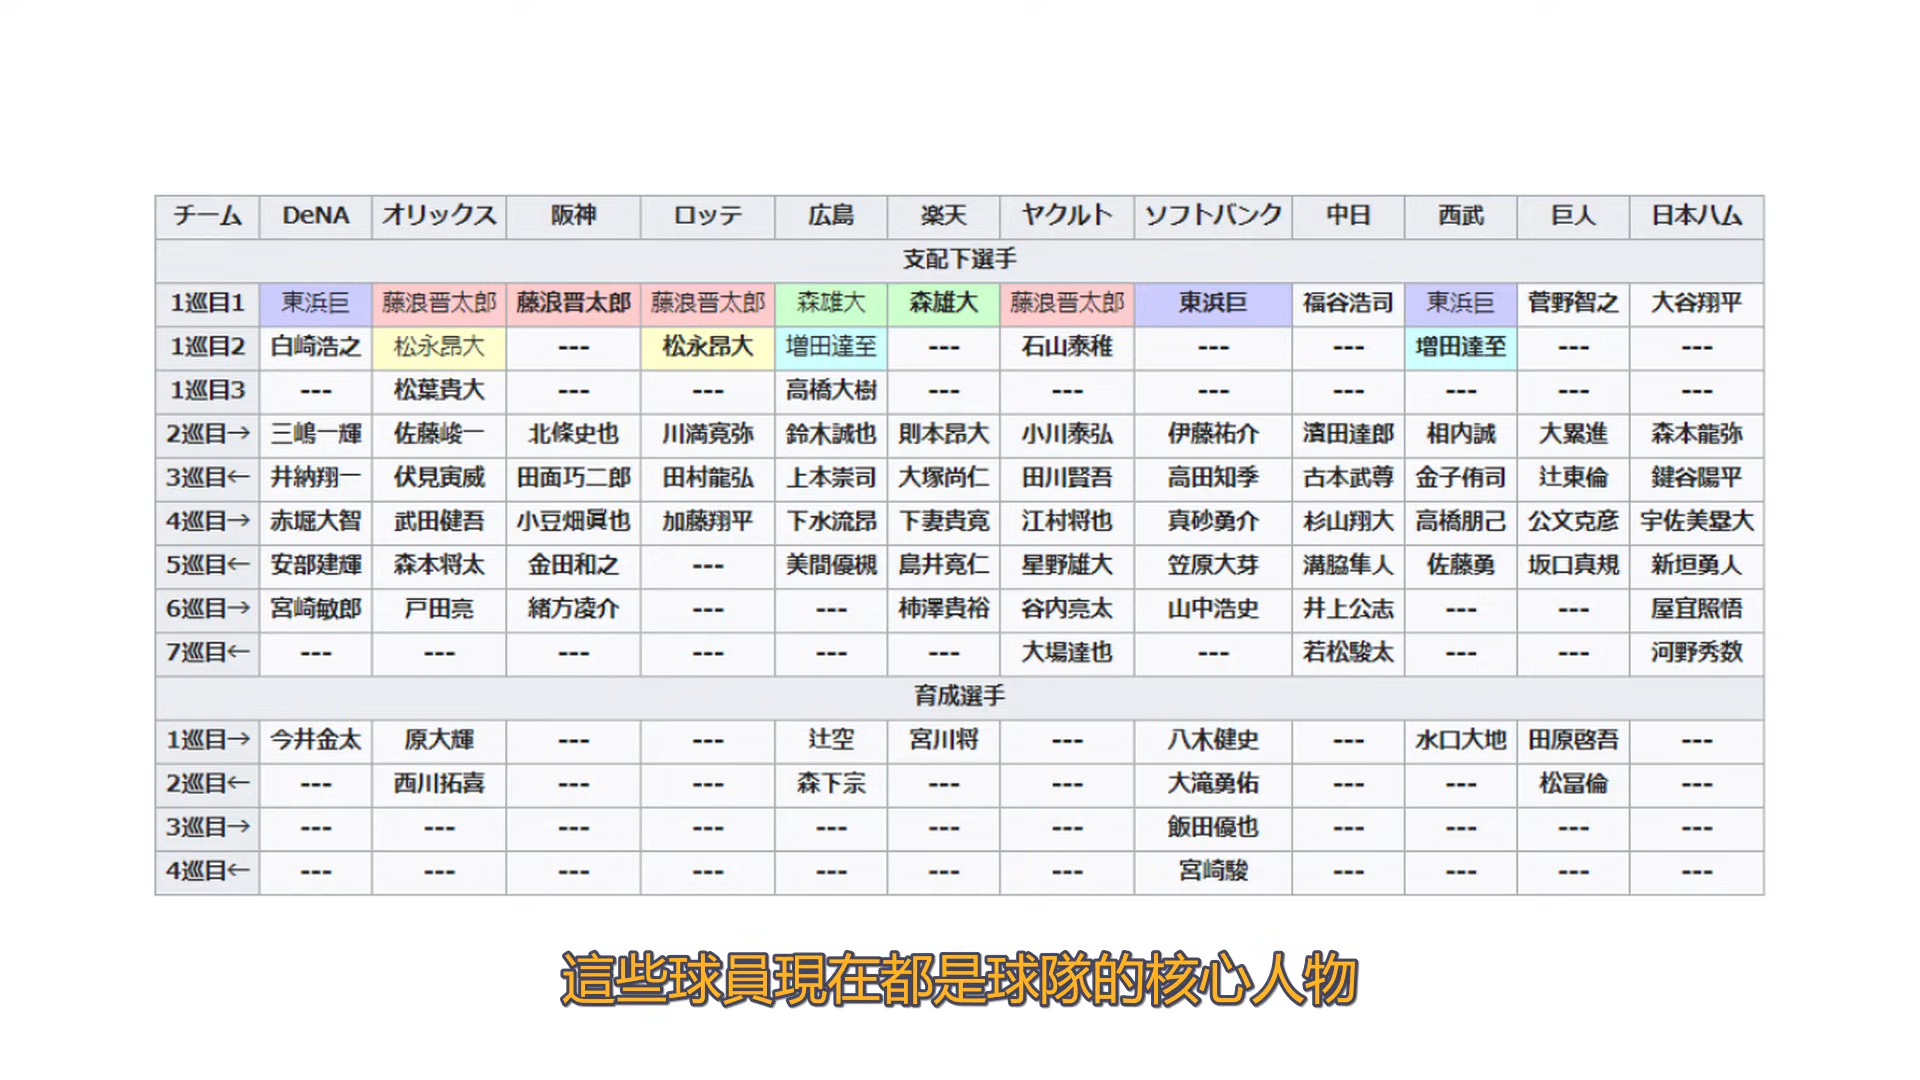 チーム DeNA オリックス 阪神 ロッテ 広島 楽天 ヤクルト ソフトバンク 中日 西武 巨人 日本ハム
支配下選手
1巡目1 東浜巨 藤浪晋太郎 藤浪晋太郎 藤浪晋太郎 森雄大 森雄大 藤浪晋太郎 東浜巨 福谷浩司 東浜巨 菅野智之 大谷翔平
1巡目2 白崎浩之 松永昂大 --- 松永昂大 増田達至 --- 石山泰稚 --- --- 増田達至 --- ---
1巡目3 --- 松葉貴大 --- --- 高橋大樹 --- --- --- --- --- --- ---
2巡目→ 三嶋一輝 佐藤峻一 北條史也 川満寛弥 鈴木誠也 則本昂大 小川泰弘 伊藤祐介 濱田達郎 相内誠 大累進 森本龍弥
3巡目← 井納翔一 伏見寅威 田面巧二郎 田村龍弘 上本崇司 大塚尚仁 田川賢吾 高田知季 古本武尊 金子侑司 辻東倫 鍵谷陽平
4巡目→ 赤堀大智 武田健吾 小豆畑眞也 加藤翔平 下水流昂 下妻貴寛 江村将也 真砂勇介 杉山翔大 高橋朋己 公文克彦 宇佐美塁大
5巡目← 安部建輝 森本将太 金田和之 --- 美間優槻 島井寛仁 星野雄大 笠原大芽 溝脇隼人 佐藤勇 坂口真規 新垣勇人
6巡目→ 宮崎敏郎 戸田亮 緒方凌介 --- --- 柿澤貴裕 谷内亮太 山中浩史 井上公志 --- --- 屋宜照悟
7巡目← --- --- --- --- --- --- 大場達也 --- 若松駿太 --- --- 河野秀数
育成選手
1巡目→ 今井金太 原大輝 --- --- 辻空 宮川将 --- 八木健史 --- 水口大地 田原啓吾 ---
2巡目← --- 西川拓喜 --- --- 森下宗 --- --- 大滝勇佑 --- --- 松冨倫 ---
3巡目→ --- --- --- --- --- --- --- 飯田優也 --- --- --- ---
4巡目← --- --- --- --- --- --- --- 宮崎駿 --- --- --- ---
這些球員現在都是球隊的核心人物